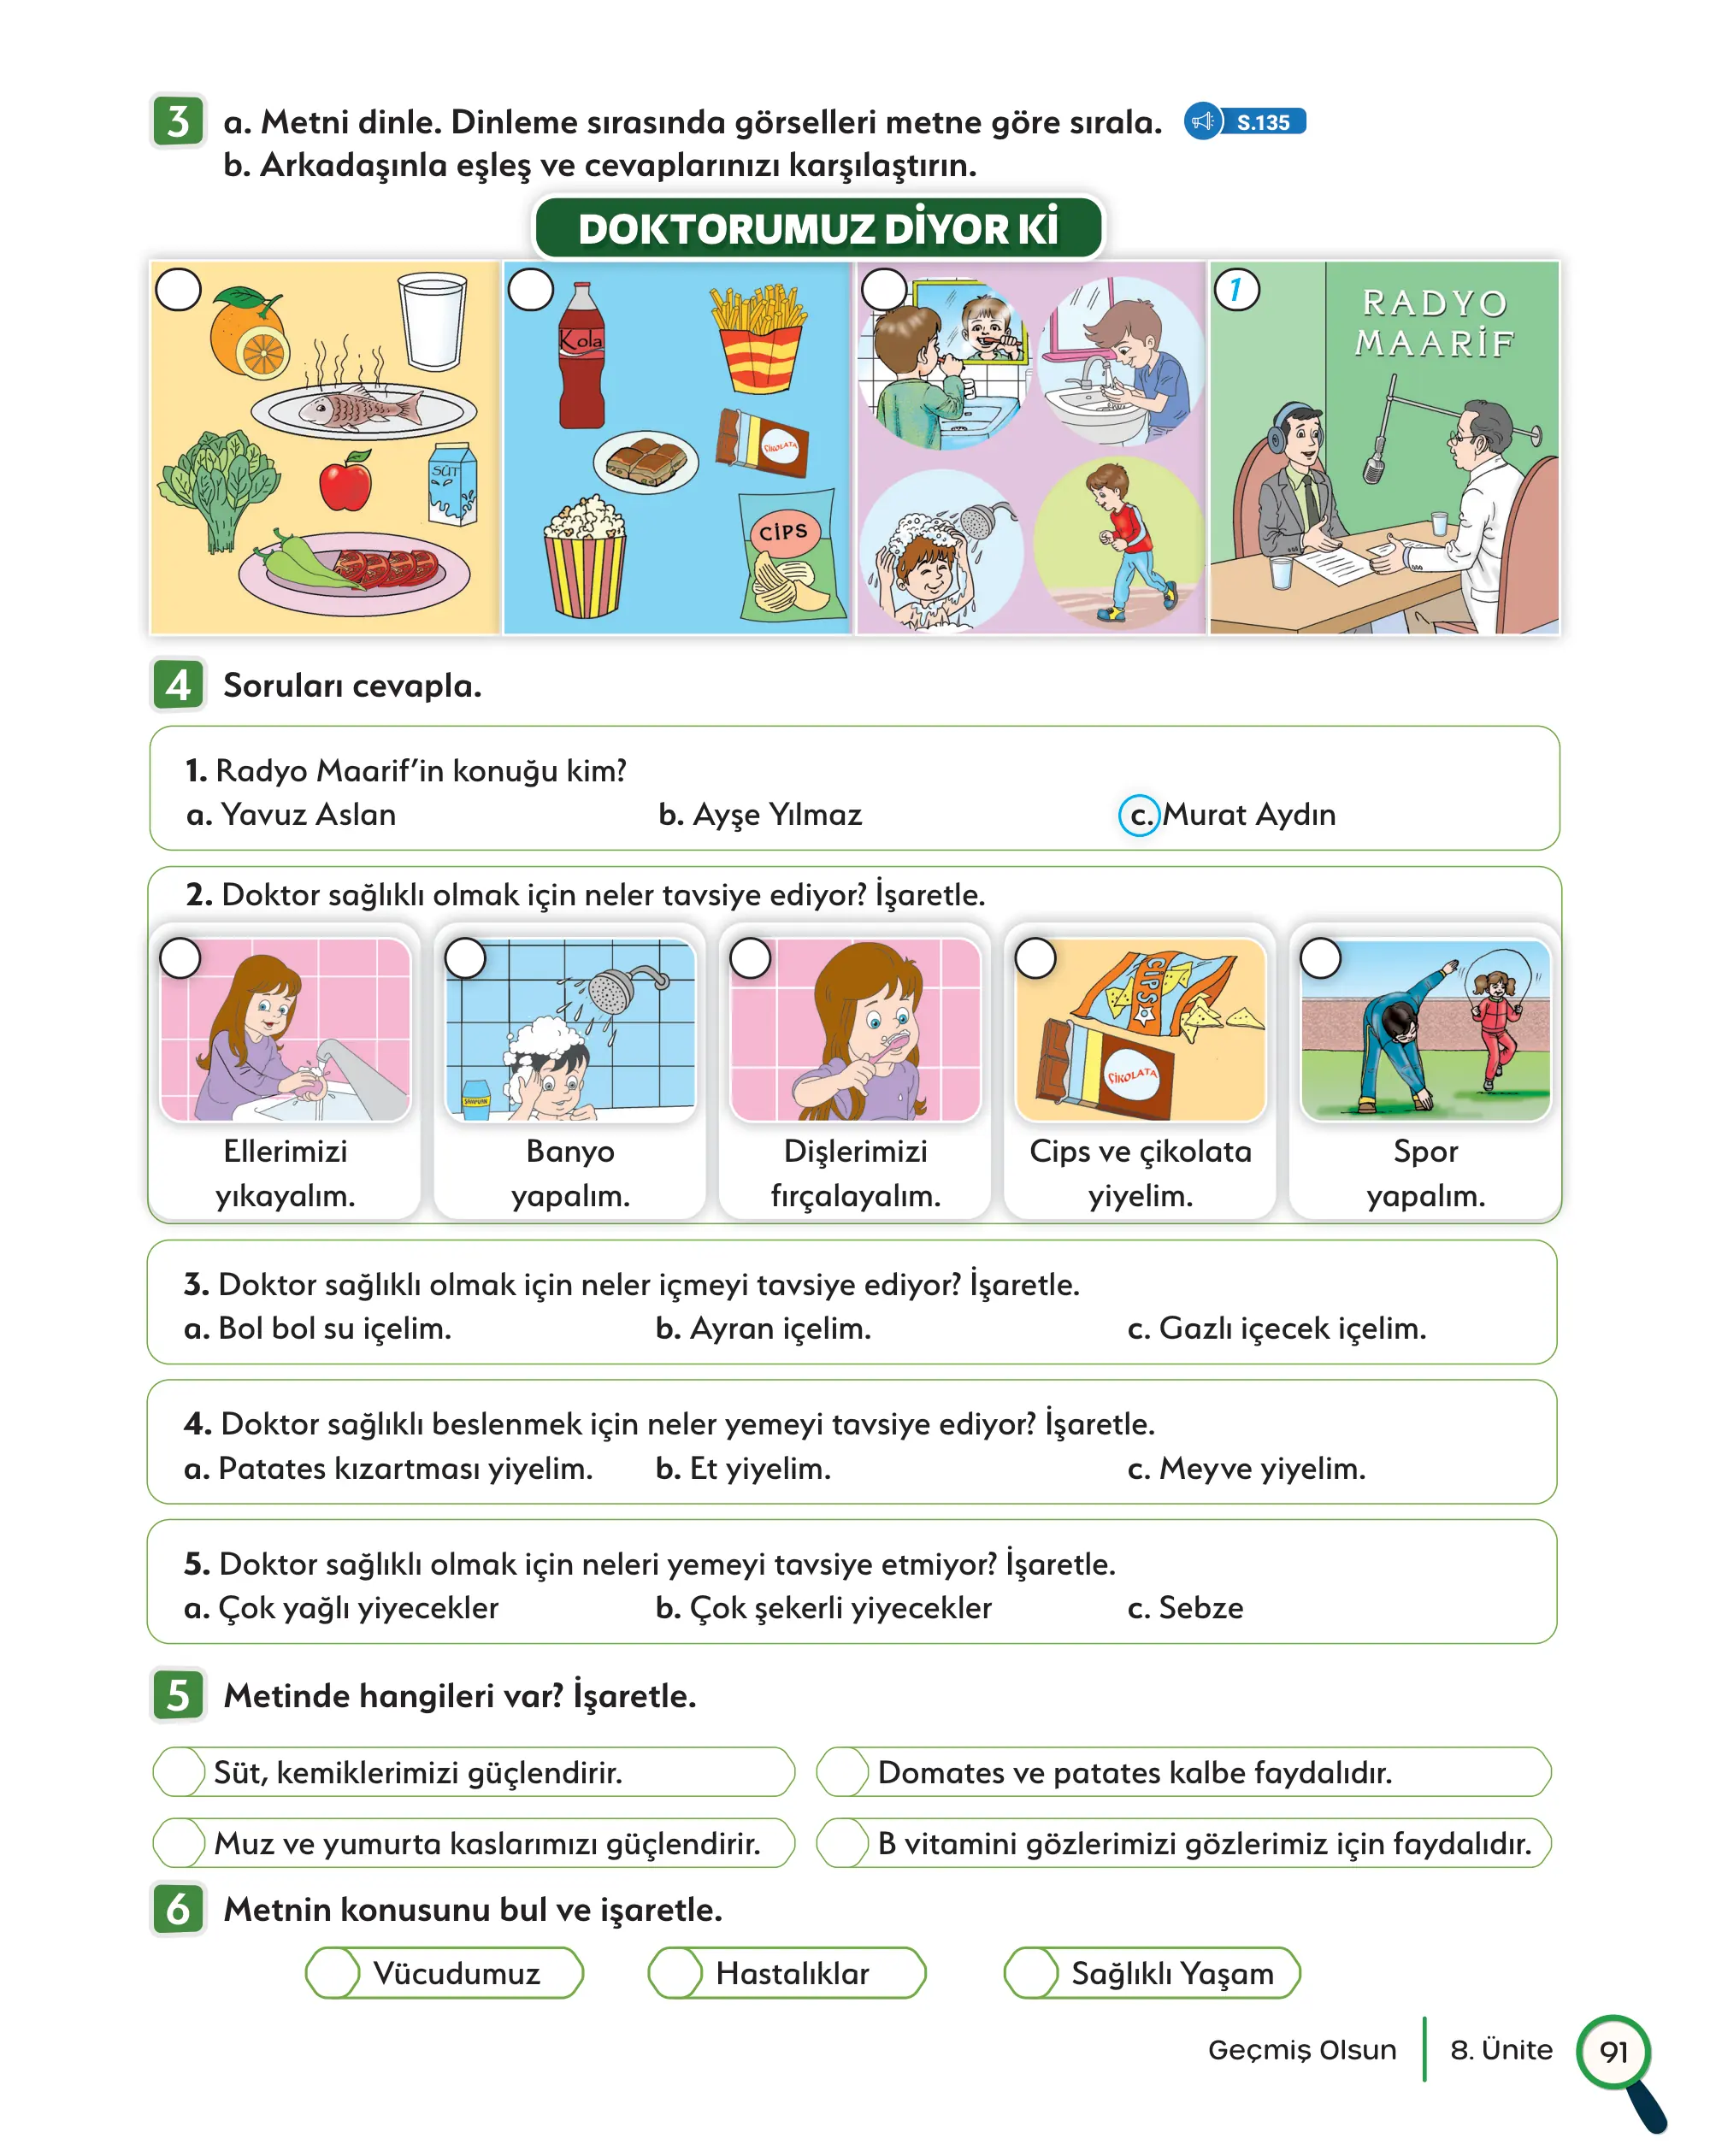 3 a. Metni dinle. Dinleme sırasında görselleri metne göre sırala. S.135
b. Arkadaşınla eşleş ve cevaplarınızı karşılaştırın.
DOKTORUMUZ DİYOR Kİ
Kola
ÇİKOLATA
SÜT
CİPS
1
RADYO
MAARİF
4 Soruları cevapla.
1. Radyo Maarif’in konuğu kim?
a. Yavuz Aslan b. Ayşe Yılmaz c. Murat Aydın
2. Doktor sağlıklı olmak için neler tavsiye ediyor? İşaretle.
ŞAMPUAN
CİPS
ÇİKOLATA
Ellerimizi yıkayalım.
Banyo yapalım.
Dişlerimizi fırçalayalım.
Cips ve çikolata yiyelim.
Spor yapalım.
3. Doktor sağlıklı olmak için neler içmeyi tavsiye ediyor? İşaretle.
a. Bol bol su içelim. b. Ayran içelim. c. Gazlı içecek içelim.
4. Doktor sağlıklı beslenmek için neler yemeyi tavsiye ediyor? İşaretle.
a. Patates kızartması yiyelim. b. Et yiyelim. c. Meyve yiyelim.
5. Doktor sağlıklı olmak için neleri yemeyi tavsiye etmiyor? İşaretle.
a. Çok yağlı yiyecekler b. Çok şekerli yiyecekler c. Sebze
5 Metinde hangileri var? İşaretle.
Süt, kemiklerimizi güçlendirir. Domates ve patates kalbe faydalıdır.
Muz ve yumurta kaslarımızı güçlendirir. B vitamini gözlerimizi gözlerimiz için faydalıdır.
6 Metnin konusunu bul ve işaretle.
Vücudumuz Hastalıklar Sağlıklı Yaşam
Geçmiş Olsun 8. Ünite 91